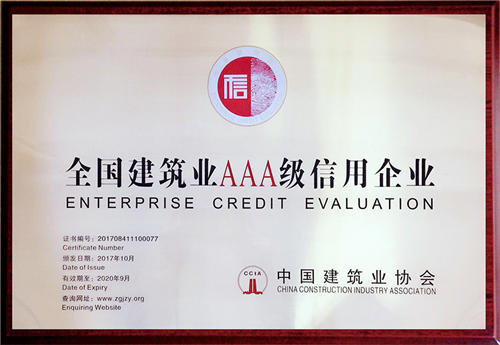 信
全国建筑业AAA级信用企业
ENTERPRISE CREDIT EVALUATION
证书编号：201708411100077
Certificate Number
颁发日期：2017年10月
Date of Issue
有效期至：2020年9月
Date of Expiry
查询网址：www.zgjzy.org
Enquiring Website
CCIA
中国建筑业协会
CHINA CONSTRUCTION INDUSTRY ASSOCIATION